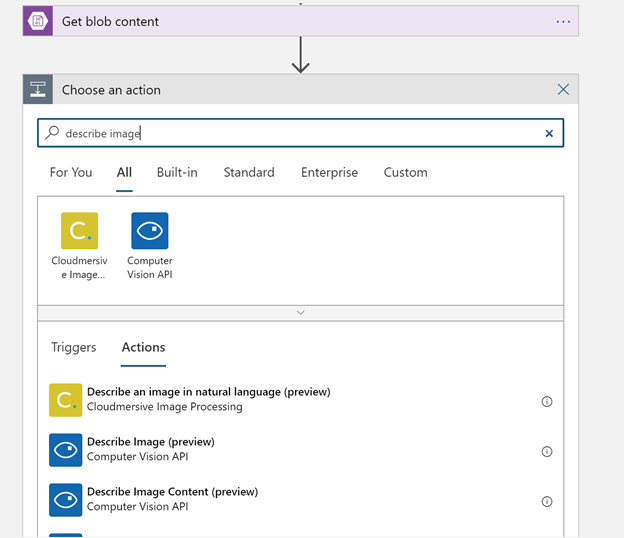 Get blob content
Choose an action
describe image
For You All Built-in Standard Enterprise Custom
C.
Cloudmersiv
e Image...
Computer
Vision API
Triggers Actions
C.
Describe an image in natural language (preview)
Cloudmersive Image Processing
Describe Image (preview)
Computer Vision API
Describe Image Content (preview)
Computer Vision API